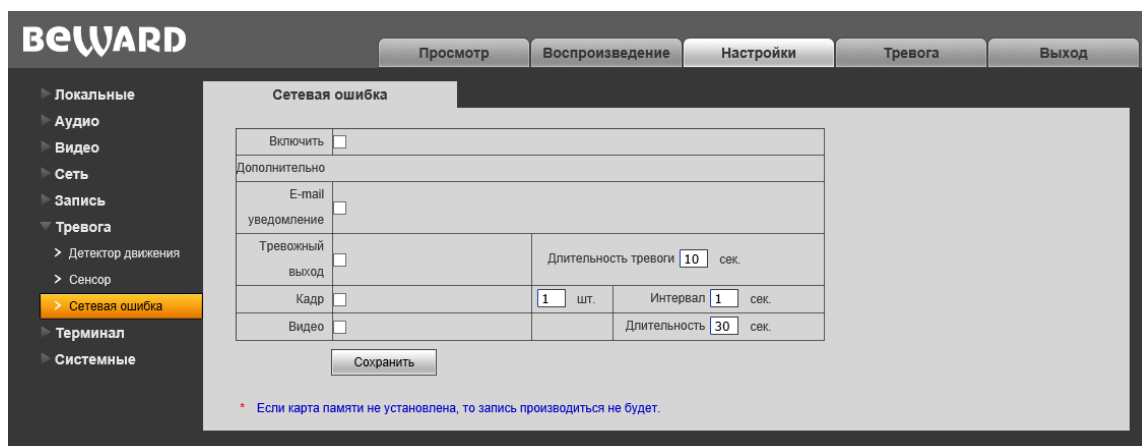 BeWARD
Просмотр Воспроизведение Настройки Тревога Выход
Локальные
Аудио
Видео
Сеть
Запись
Тревога
> Детектор движения
> Сенсор
> Сетевая ошибка
Терминал
Системные
Сетевая ошибка
Включить
Дополнительно
E-mail
уведомление
Тревожный
выход
Длительность тревоги 10 сек.
Кадр 1 шт. Интервал 1 сек.
Видео Длительность 30 сек.
Сохранить
* Если карта памяти не установлена, то запись производиться не будет.